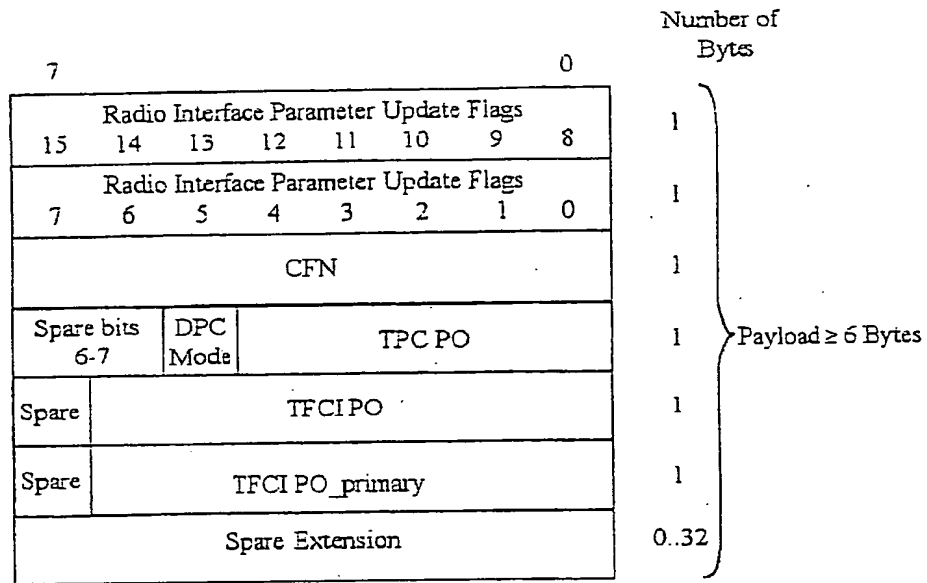 Number of
Bytes
7 0
Radio Interface Parameter Update Flags
15 14 13 12 11 10 9 8
1
Radio Interface Parameter Update Flags
7 6 5 4 3 2 1 0
1
CFN
1
Spare bits
6-7
DPC
Mode
TPC PO
1
Payload ≥ 6 Bytes
Spare
TFCI PO
1
Spare
TFCI PO_primary
1
Spare Extension
0..32